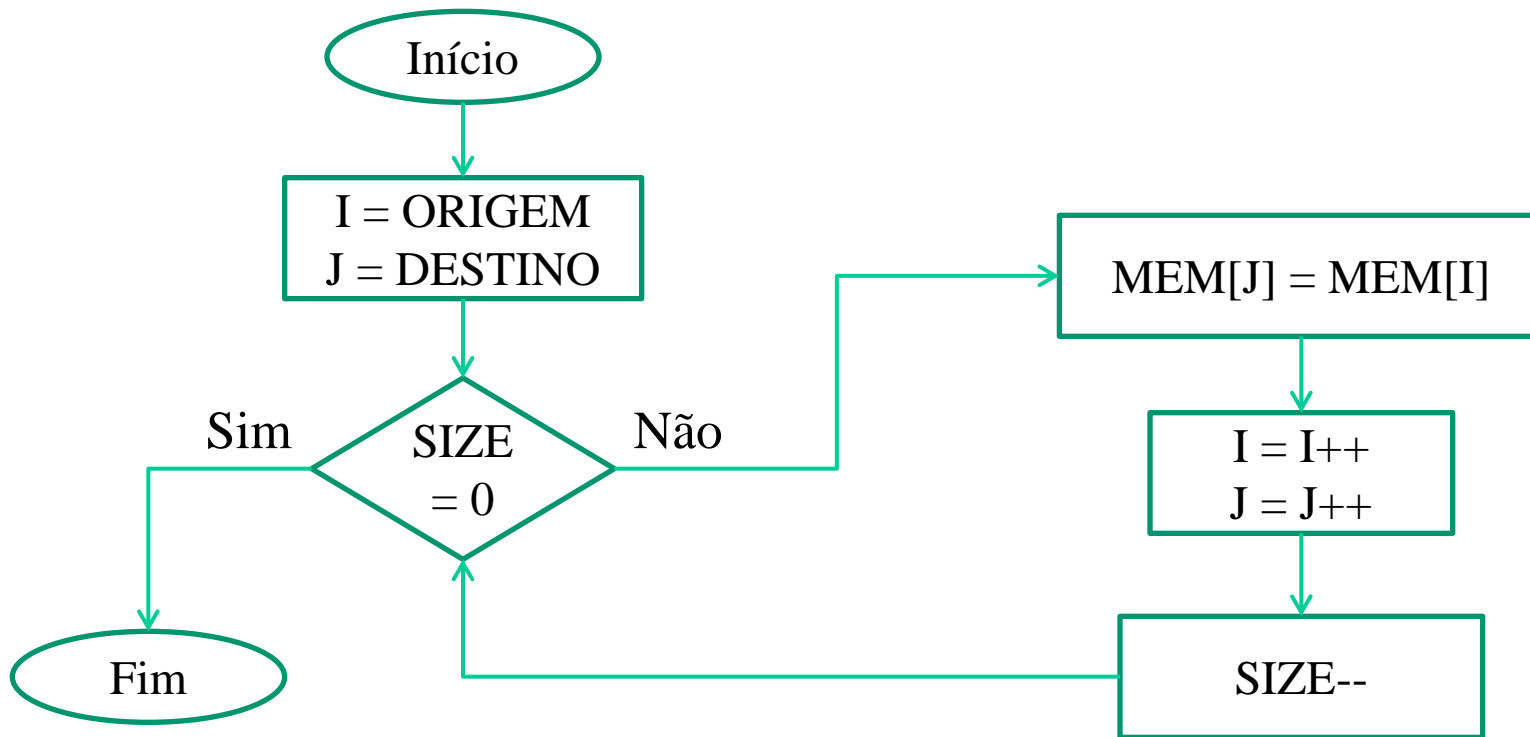 Início
I = ORIGEM
J = DESTINO
Sim
SIZE
= 0
Não
MEM[J] = MEM[I]
I = I++
J = J++
SIZE--
Fim